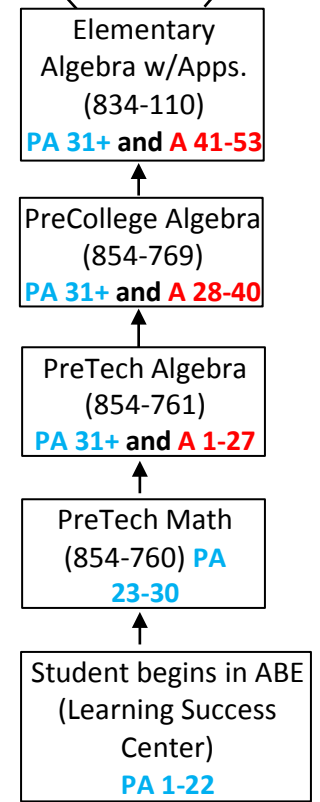 Elementary
Algebra w/Apps.
(834-110)
PA 31+ and A 41-53
PreCollege Algebra
(854-769)
PA 31+ and A 28-40
PreTech Algebra
(854-761)
PA 31+ and A 1-27
PreTech Math
(854-760) PA
23-30
Student begins in ABE
(Learning Success
Center)
PA 1-22